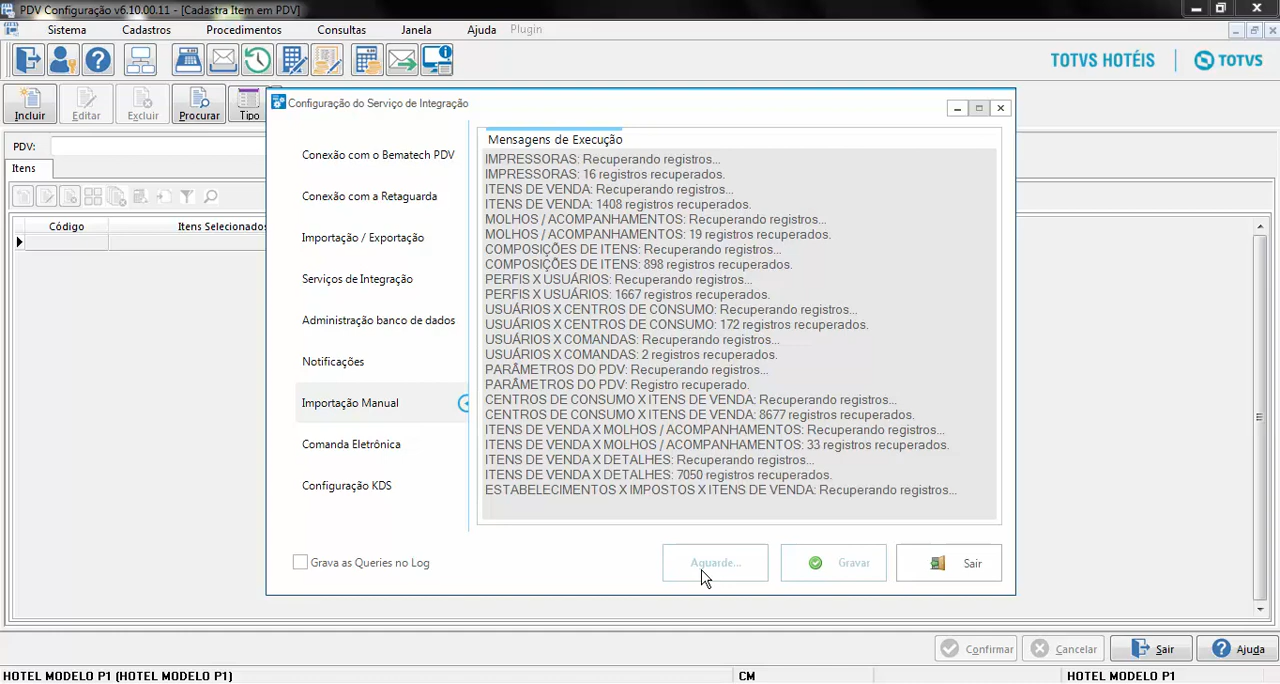 PDV Configuração v6.10.00.11 - [Cadastra Item em PDV]
Sistema Cadastros Procedimentos Consultas Janela Ajuda Plugin
TOTVS HOTÉIS TOTVS
Incluir Editar Excluir Procurar Tipo
PDV:
Itens
Código Itens Selecionados
Configuração do Serviço de Integração
Conexão com o Bematech PDV
Conexão com a Retaguarda
Importação / Exportação
Serviços de Integração
Administração banco de dados
Notificações
Importação Manual
Comanda Eletrônica
Configuração KDS
Mensagens de Execução
IMPRESSORAS: Recuperando registros...
IMPRESSORAS: 16 registros recuperados.
ITENS DE VENDA: Recuperando registros...
ITENS DE VENDA: 1408 registros recuperados.
MOLHOS / ACOMPANHAMENTOS: Recuperando registros...
MOLHOS / ACOMPANHAMENTOS: 19 registros recuperados.
COMPOSIÇÕES DE ITENS: Recuperando registros...
COMPOSIÇÕES DE ITENS: 898 registros recuperados.
PERFIS X USUÁRIOS: Recuperando registros...
PERFIS X USUÁRIOS: 1667 registros recuperados.
USUÁRIOS X CENTROS DE CONSUMO: Recuperando registros...
USUÁRIOS X CENTROS DE CONSUMO: 172 registros recuperados.
USUÁRIOS X COMANDAS: Recuperando registros...
USUÁRIOS X COMANDAS: 2 registros recuperados.
PARÂMETROS DO PDV: Recuperando registros...
PARÂMETROS DO PDV: Registro recuperado.
CENTROS DE CONSUMO X ITENS DE VENDA: Recuperando registros...
CENTROS DE CONSUMO X ITENS DE VENDA: 8677 registros recuperados.
ITENS DE VENDA X MOLHOS / ACOMPANHAMENTOS: Recuperando registros...
ITENS DE VENDA X MOLHOS / ACOMPANHAMENTOS: 33 registros recuperados.
ITENS DE VENDA X DETALHES: Recuperando registros...
ITENS DE VENDA X DETALHES: 7050 registros recuperados.
ESTABELECIMENTOS X IMPOSTOS X ITENS DE VENDA: Recuperando registros...
Grava as Queries no Log
Aguarde... Gravar Sair
Confirmar Cancelar Sair Ajuda
HOTEL MODELO P1 (HOTEL MODELO P1) CM HOTEL MODELO P1